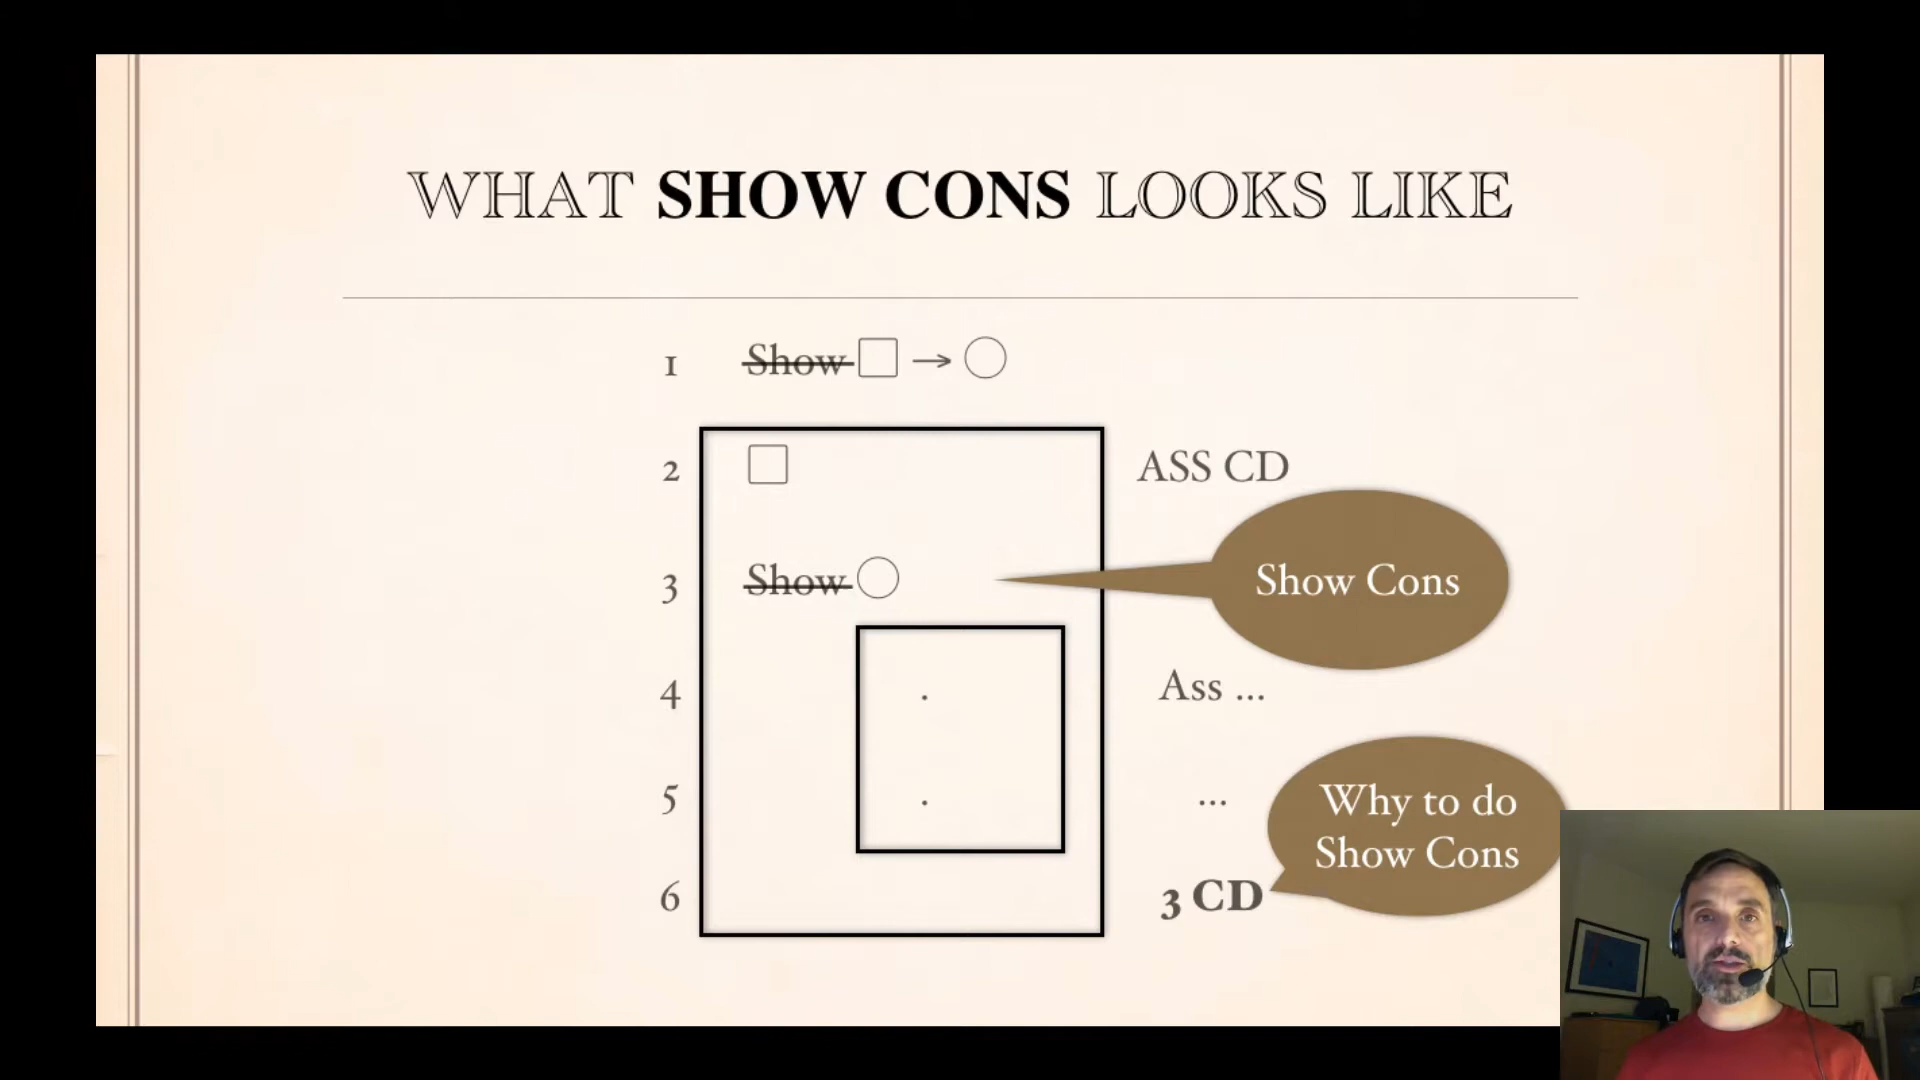 WHAT SHOW CONS LOOKS LIKE
1 Show □ → ○
2 □ ASS CD
3 Show ○ Show Cons
4 . Ass ...
5 . ...
Why to do
Show Cons
6 3 CD